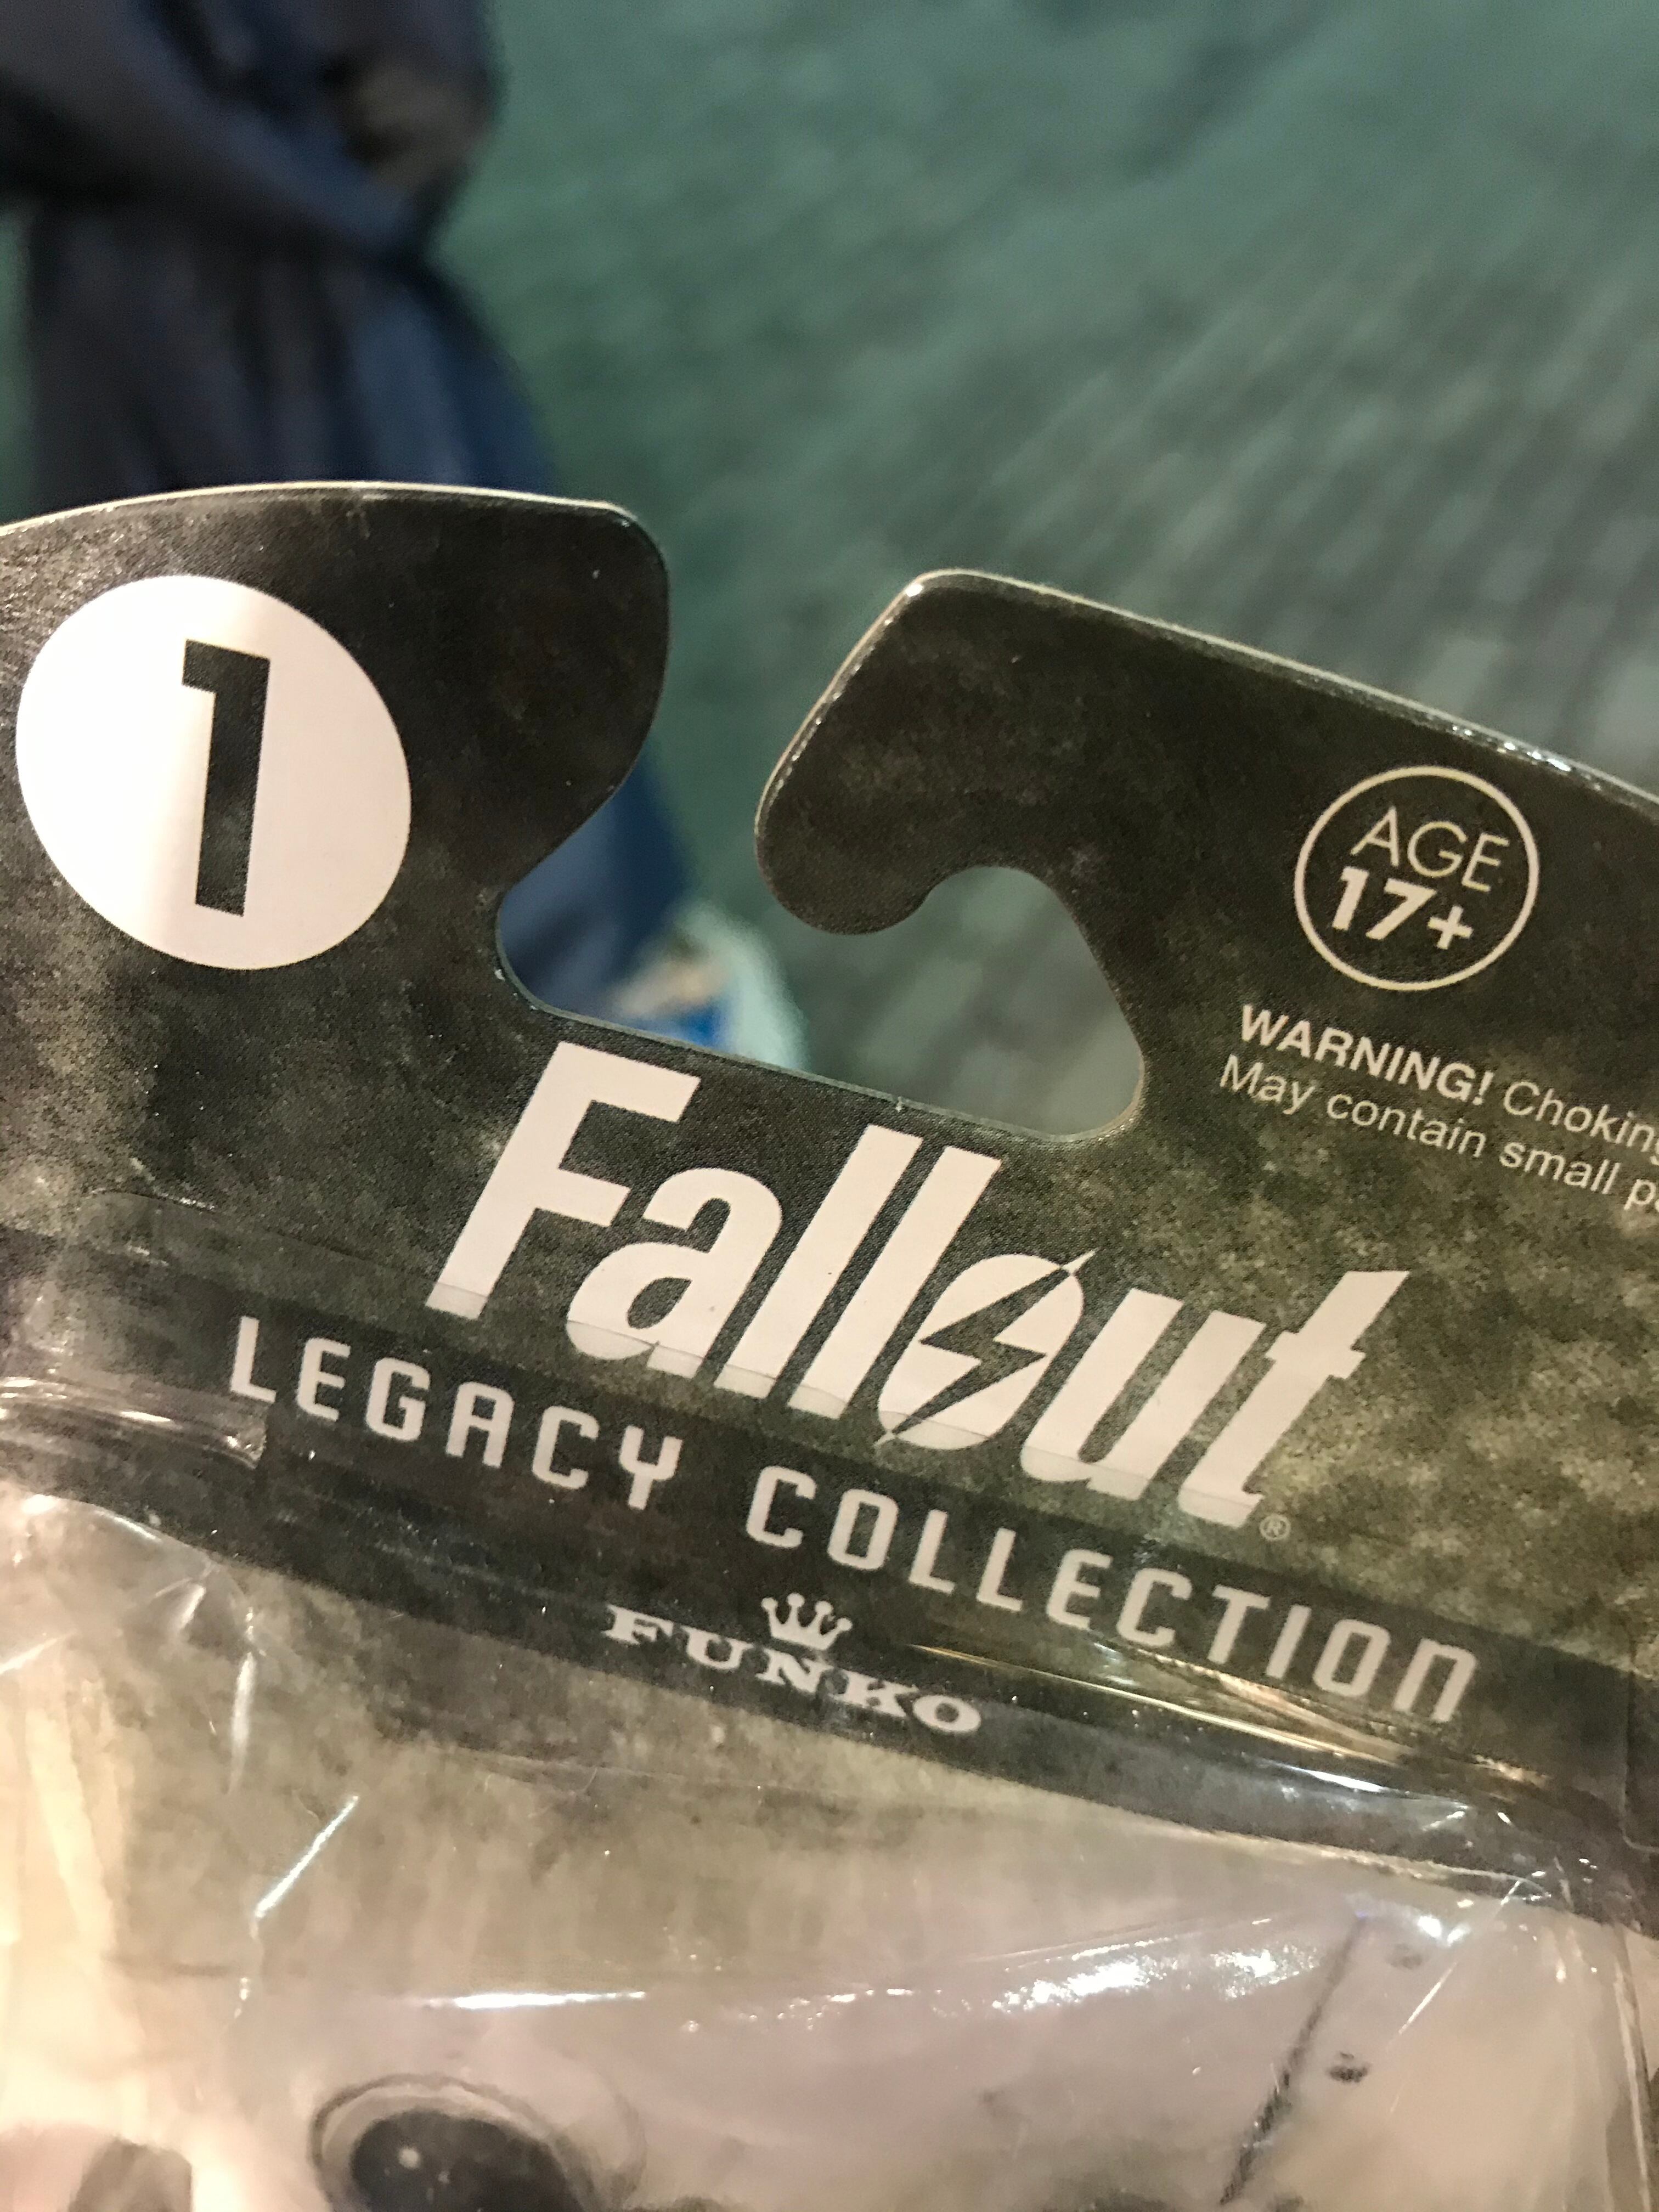 1
AGE
17+
WARNING! Choking
May contain small
Fallout®
LEGACY COLLECTION
FUNKO